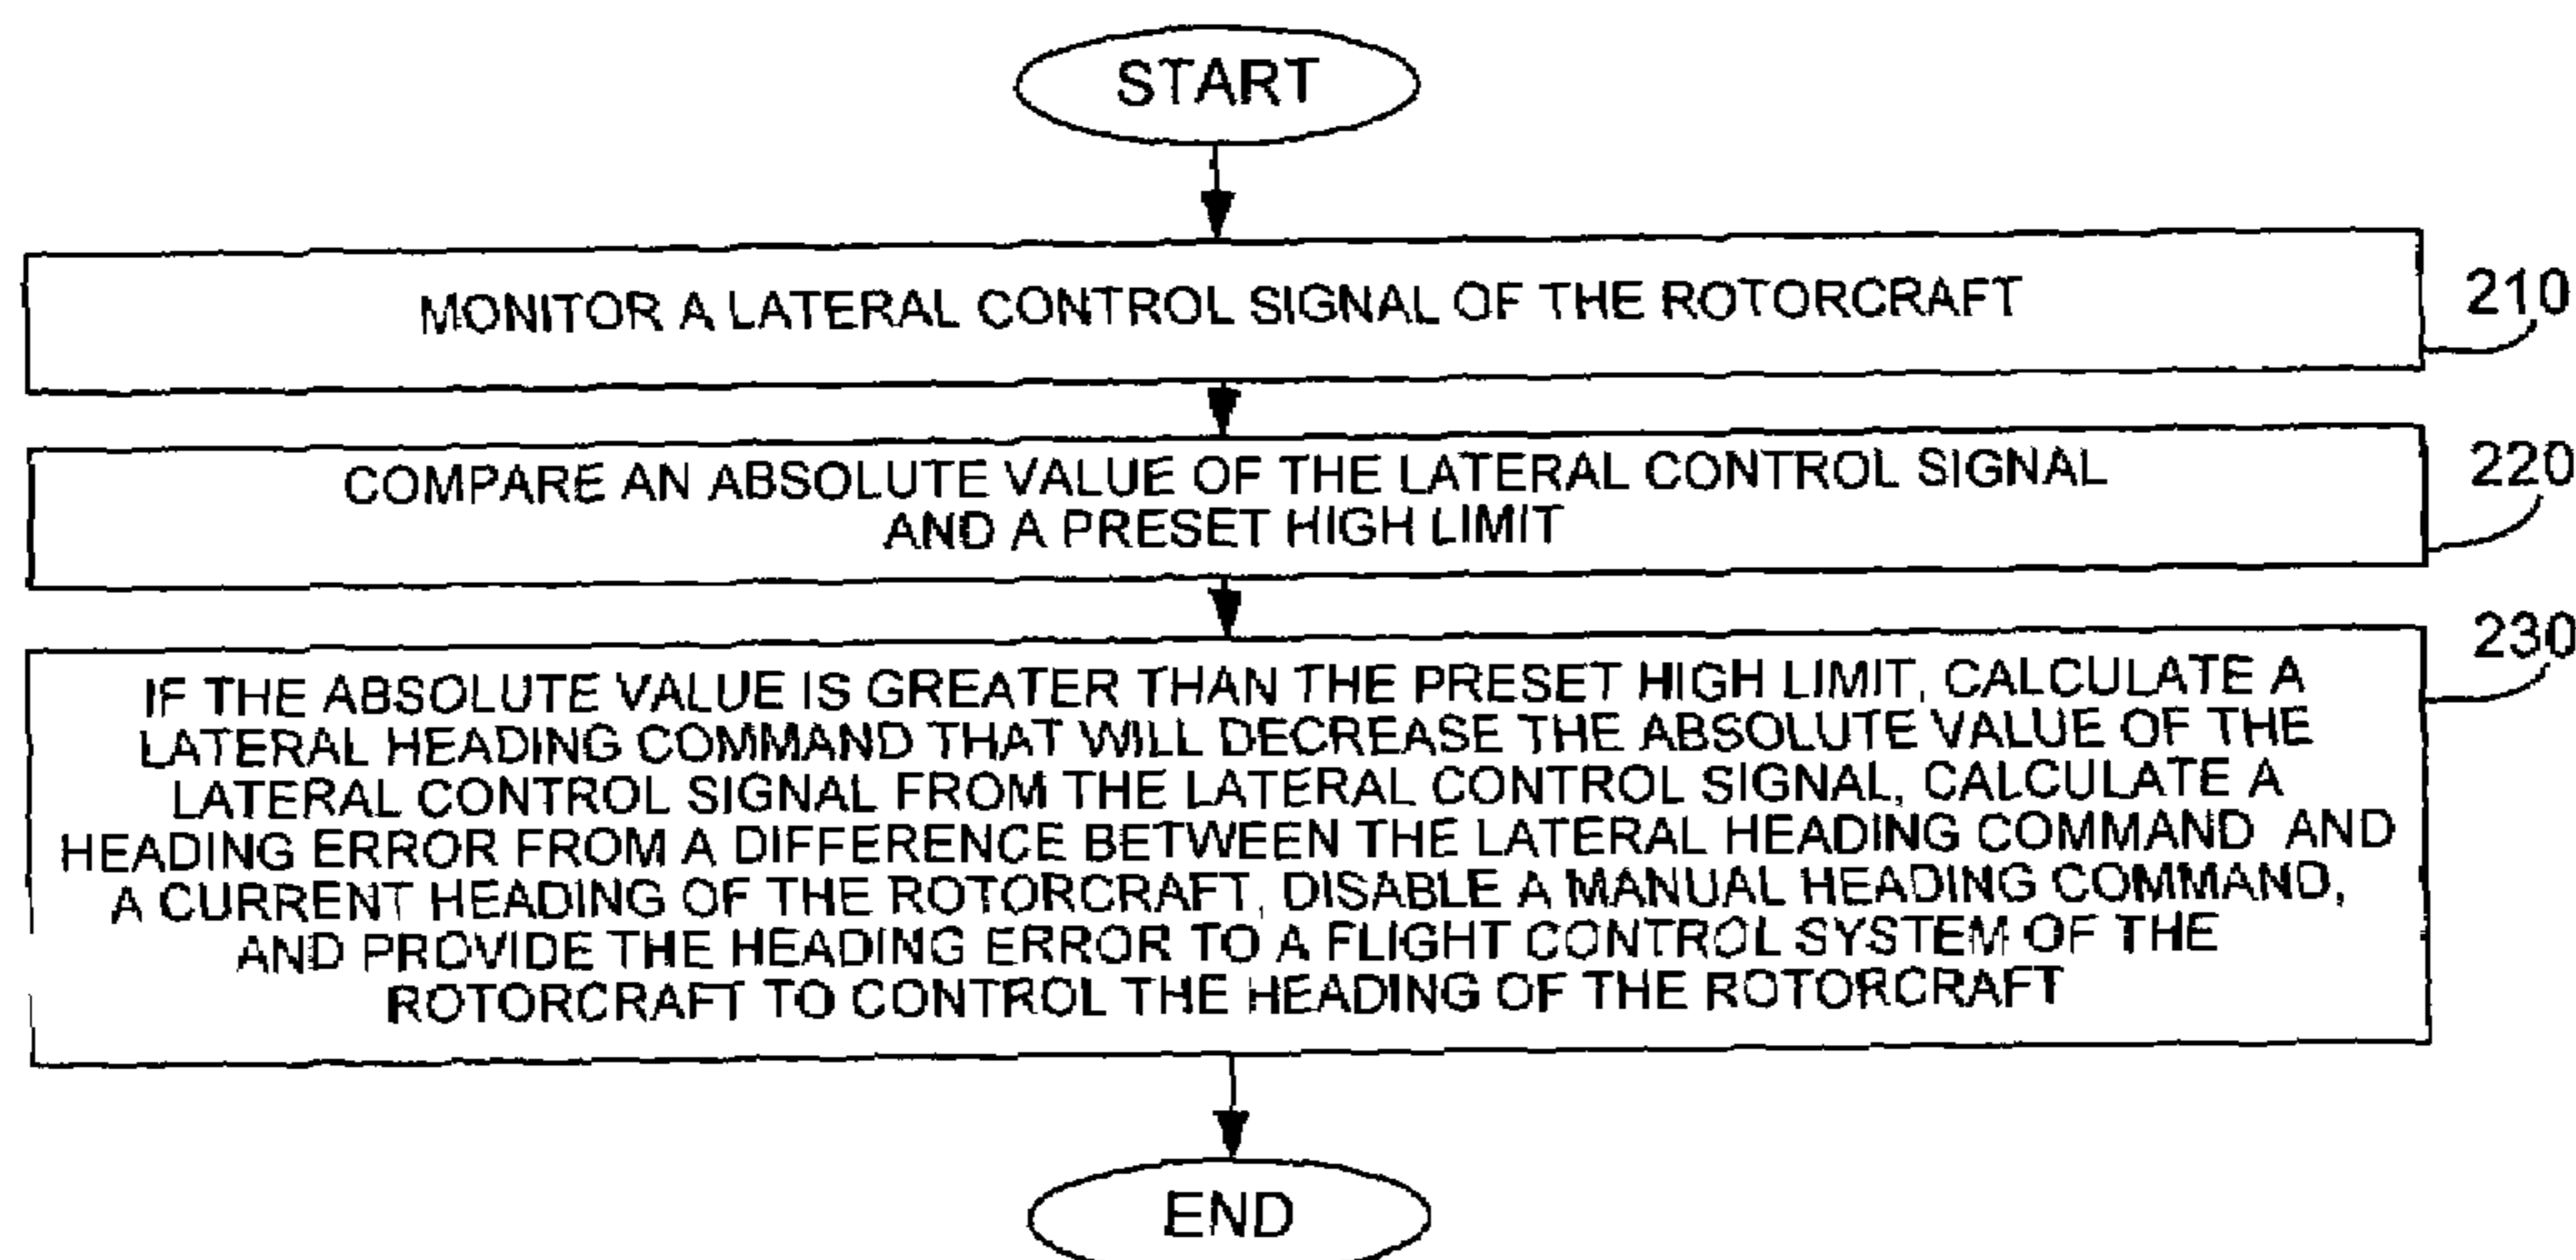 START
MONITOR A LATERAL CONTROL SIGNAL OF THE ROTORCRAFT
210
COMPARE AN ABSOLUTE VALUE OF THE LATERAL CONTROL SIGNAL
AND A PRESET HIGH LIMIT
220
IF THE ABSOLUTE VALUE IS GREATER THAN THE PRESET HIGH LIMIT, CALCULATE A
LATERAL HEADING COMMAND THAT WILL DECREASE THE ABSOLUTE VALUE OF THE
LATERAL CONTROL SIGNAL FROM THE LATERAL CONTROL SIGNAL, CALCULATE A
HEADING ERROR FROM A DIFFERENCE BETWEEN THE LATERAL HEADING COMMAND AND
A CURRENT HEADING OF THE ROTORCRAFT, DISABLE A MANUAL HEADING COMMAND,
AND PROVIDE THE HEADING ERROR TO A FLIGHT CONTROL SYSTEM OF THE
ROTORCRAFT TO CONTROL THE HEADING OF THE ROTORCRAFT
230
END